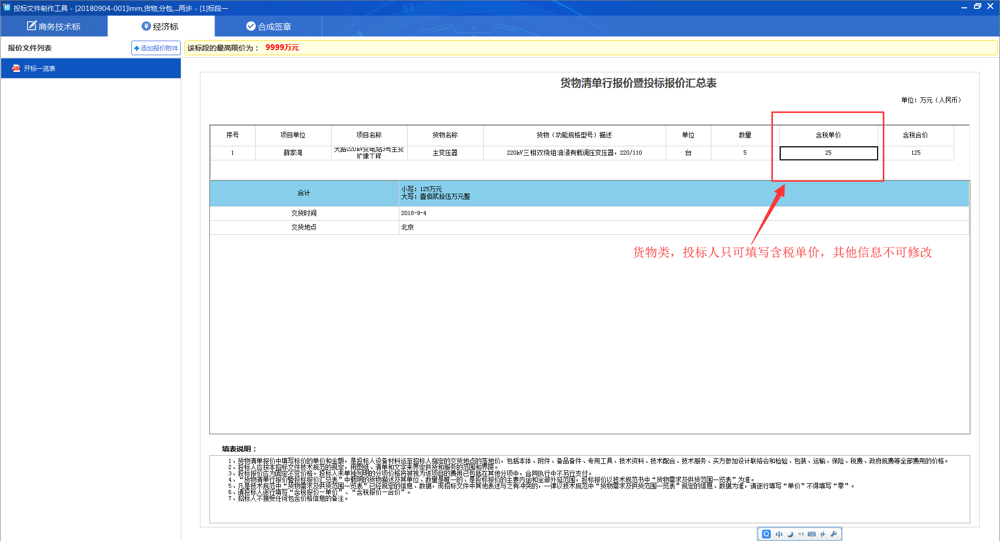 投标文件制作工具 - [20180904-001]lmm,货物,分包,...两步 - [1]标段一
商务技术标
经济标
合成签章
报价文件列表
添加报价附件
该标段的最高限价为： 9999万元
开标一览表
货物清单行报价暨投标报价汇总表
单位：万元（人民币）
序号 项目单位 项目名称 货物名称 货物（功能规格型号）描述 单位 数量 含税单价 含税合价
1 薛家湾 大路220kV变电站3号主变扩建工程 主变压器 220kV三相双绕组油浸有载调压变压器，220/110 台 5 25 125
合计
小写：125万元
大写：壹佰贰拾伍万元整
交货时间 2018-9-4
交货地点 北京
货物类，投标人只可填写含税单价，其他信息不可修改
填表说明：
1、货物清单报价中填写标价的单价和金额，是投标人设备材料运至招标人指定的交货地点的落地价，包括本体、附件、备品备件、专用工具、技术资料、技术配合、技术服务、买方参加设计联络会和检验、包装、运输、保险、税费、政府规费等全部费用的价格。
2、投标人应按本招标文件技术规范的规定，用图纸、清单和文字来界定供货和服务的范围和界限。
3、投标报价应为固定不变价格。投标人未单独列明的分项价格将被视为该项目的费用已包括在其他分项中，合同执行中不另行支付。
4、“货物清单行报价暨投标报价汇总表”中载明的货物描述及其单位、数量是唯一的、是投标报价的主要内涵和全部外延范围，投标报价以技术规范书中“货物需求及供货范围一览表”为准。
5、凡是技术规范中“货物需求及供货范围一览表”已经规定的信息、数据，而招标文件中其他表述与之有冲突的，一律以技术规范中“货物需求及供货范围一览表”规定的信息、数据为准，请逐行填写“单价”不得填写“零”。
6、请投标人逐行填写“含税报价—单价”、“含税报价—合价”。
7、招标人不接受任何包含价格信息的备注。
中